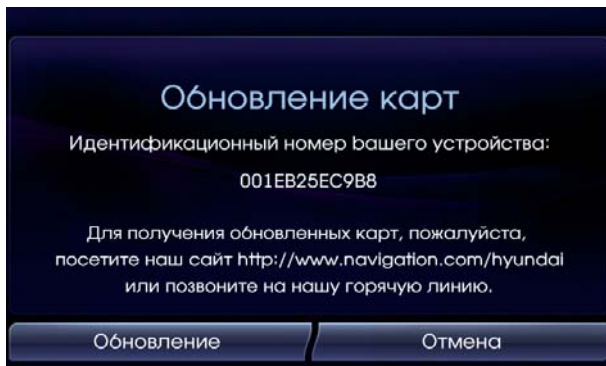 Обновление карт
Идентификационный номер вашего устройства:
001EB25EC9B8
Для получения обновленных карт, пожалуйста,
посетите наш сайт http://www.navigation.com/hyundai
или позвоните на нашу горячую линию.
Обновление
Отмена